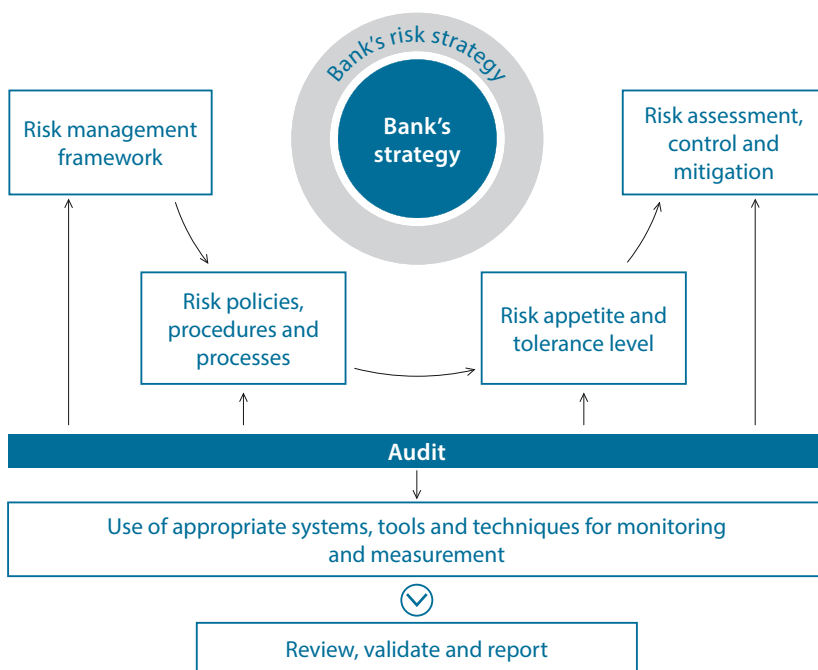 Bank's risk strategy
Bank's
strategy
Risk management
framework
Risk assessment,
control and
mitigation
Risk policies,
procedures and
processes
Risk appetite and
tolerance level
Audit
Use of appropriate systems, tools and techniques for monitoring
and measurement
Review, validate and report